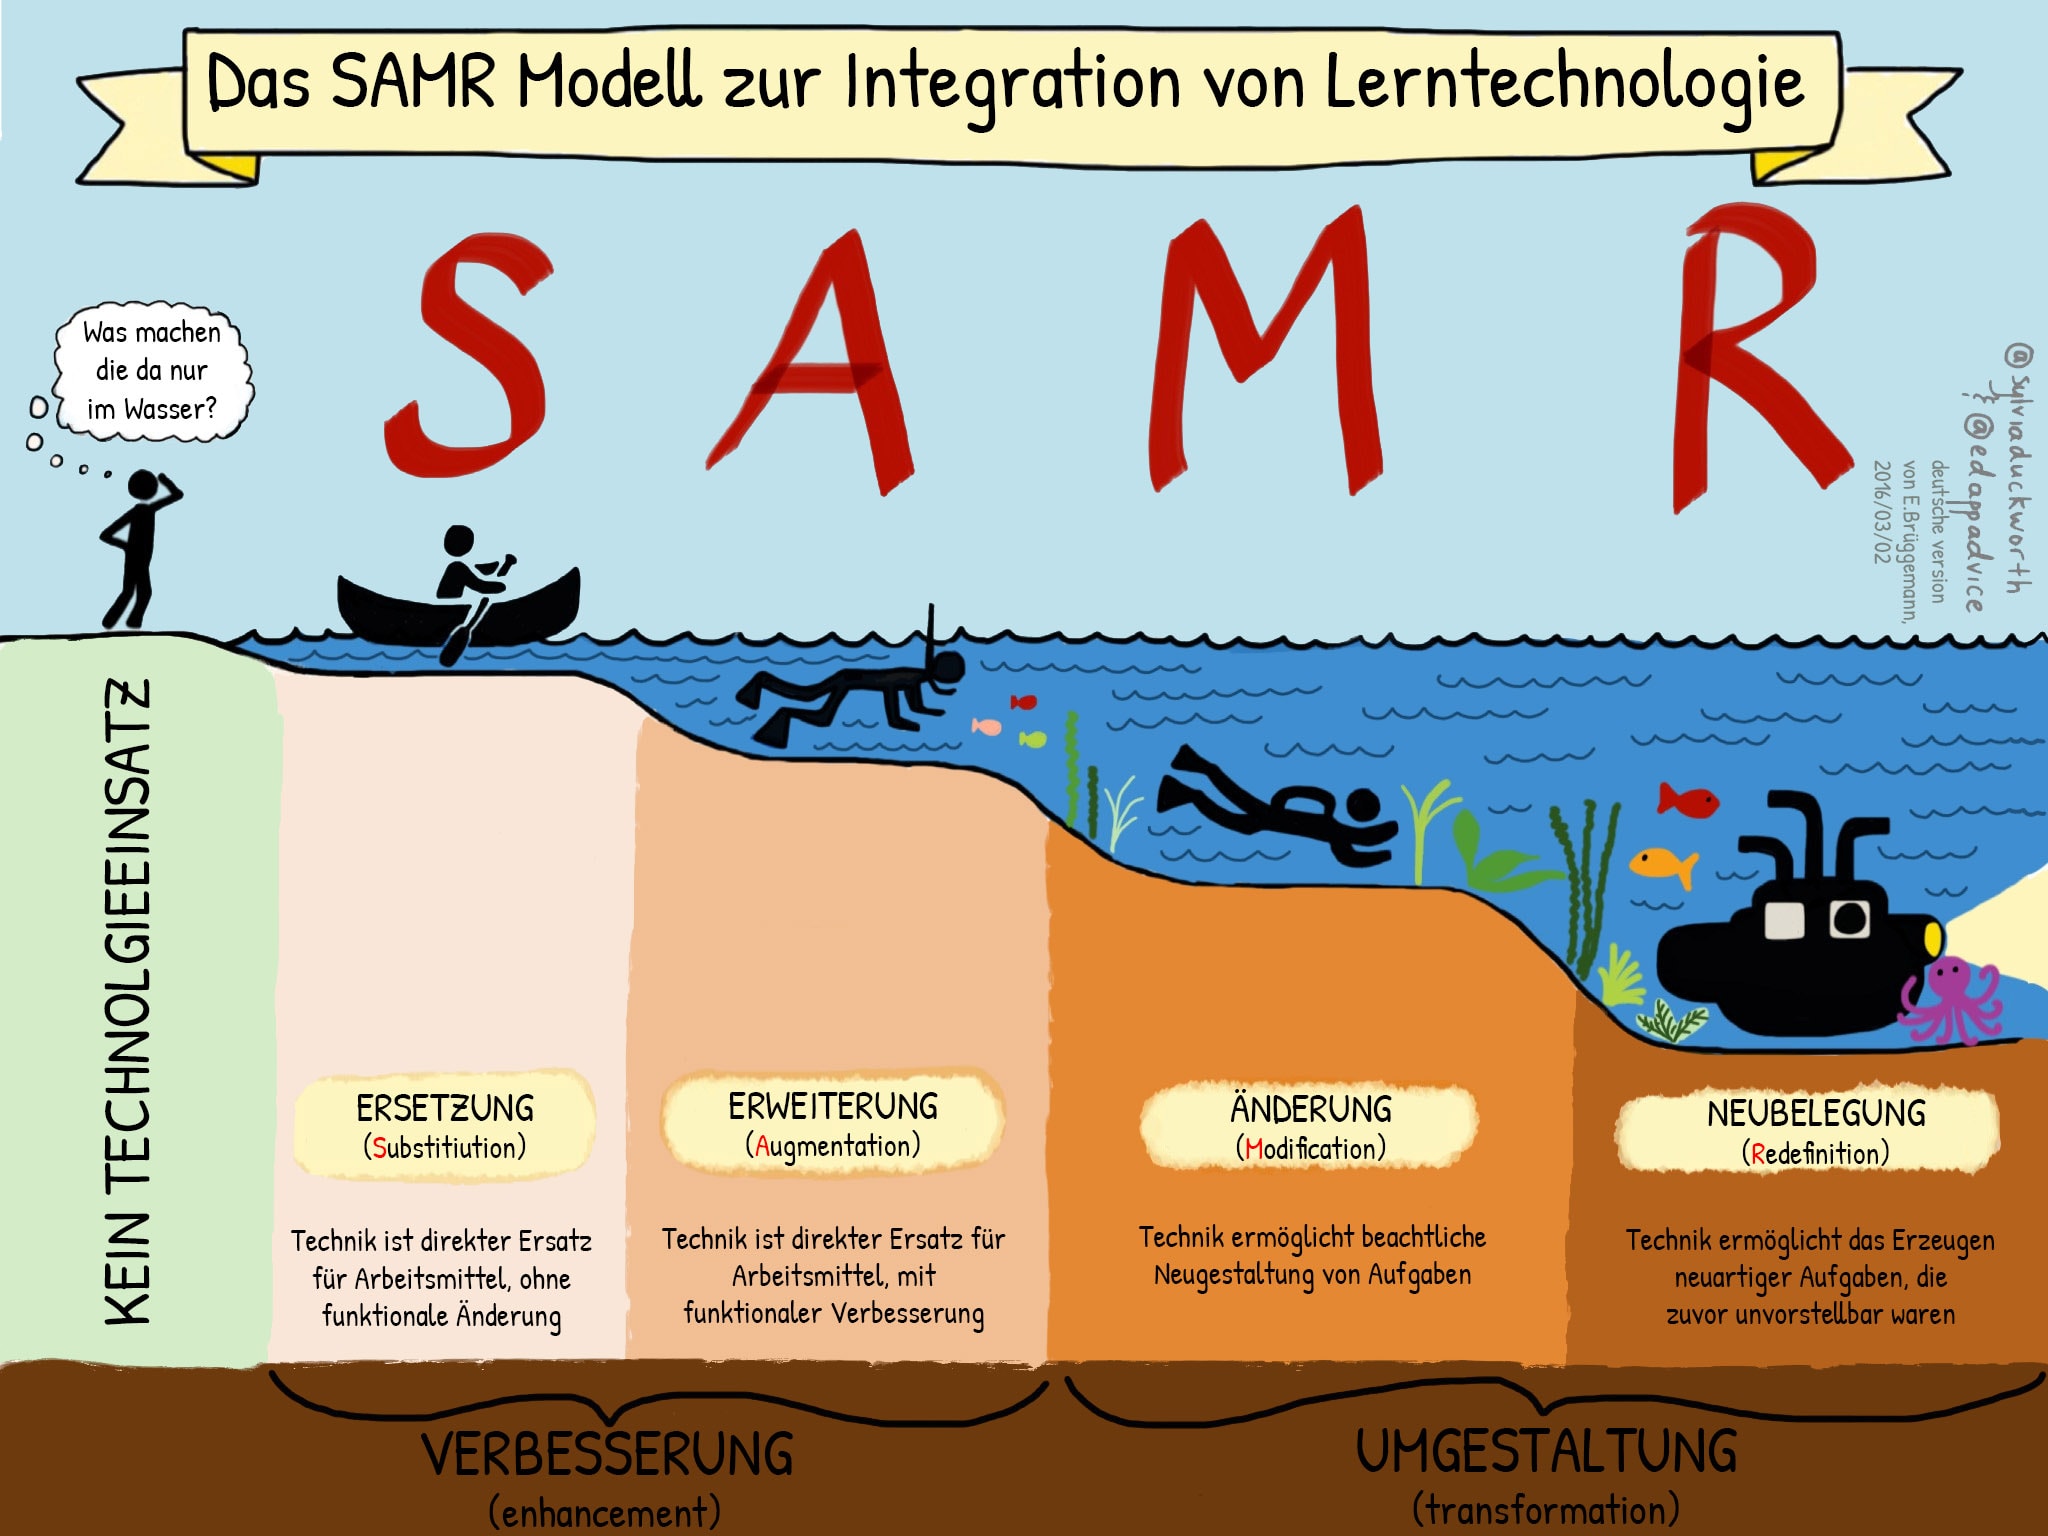 Das SAMR Modell zur Integration von Lerntechnologie
S A M R
Was machen
die da nur
im Wasser?
@sylviaduckworth
& @edappadvice
deutsche version
von E.Brüggemann,
2016/03/02
KEIN TECHNOLGIEEINSATZ
ERSETZUNG
(Substitiution)
Technik ist direkter Ersatz
für Arbeitsmittel, ohne
funktionale Änderung
ERWEITERUNG
(Augmentation)
Technik ist direkter Ersatz für
Arbeitsmittel, mit
funktionaler Verbesserung
ÄNDERUNG
(Modification)
Technik ermöglicht beachtliche
Neugestaltung von Aufgaben
NEUBELEGUNG
(Redefinition)
Technik ermöglicht das Erzeugen
neuartiger Aufgaben, die
zuvor unvorstellbar waren
VERBESSERUNG
(enhancement)
UMGESTALTUNG
(transformation)